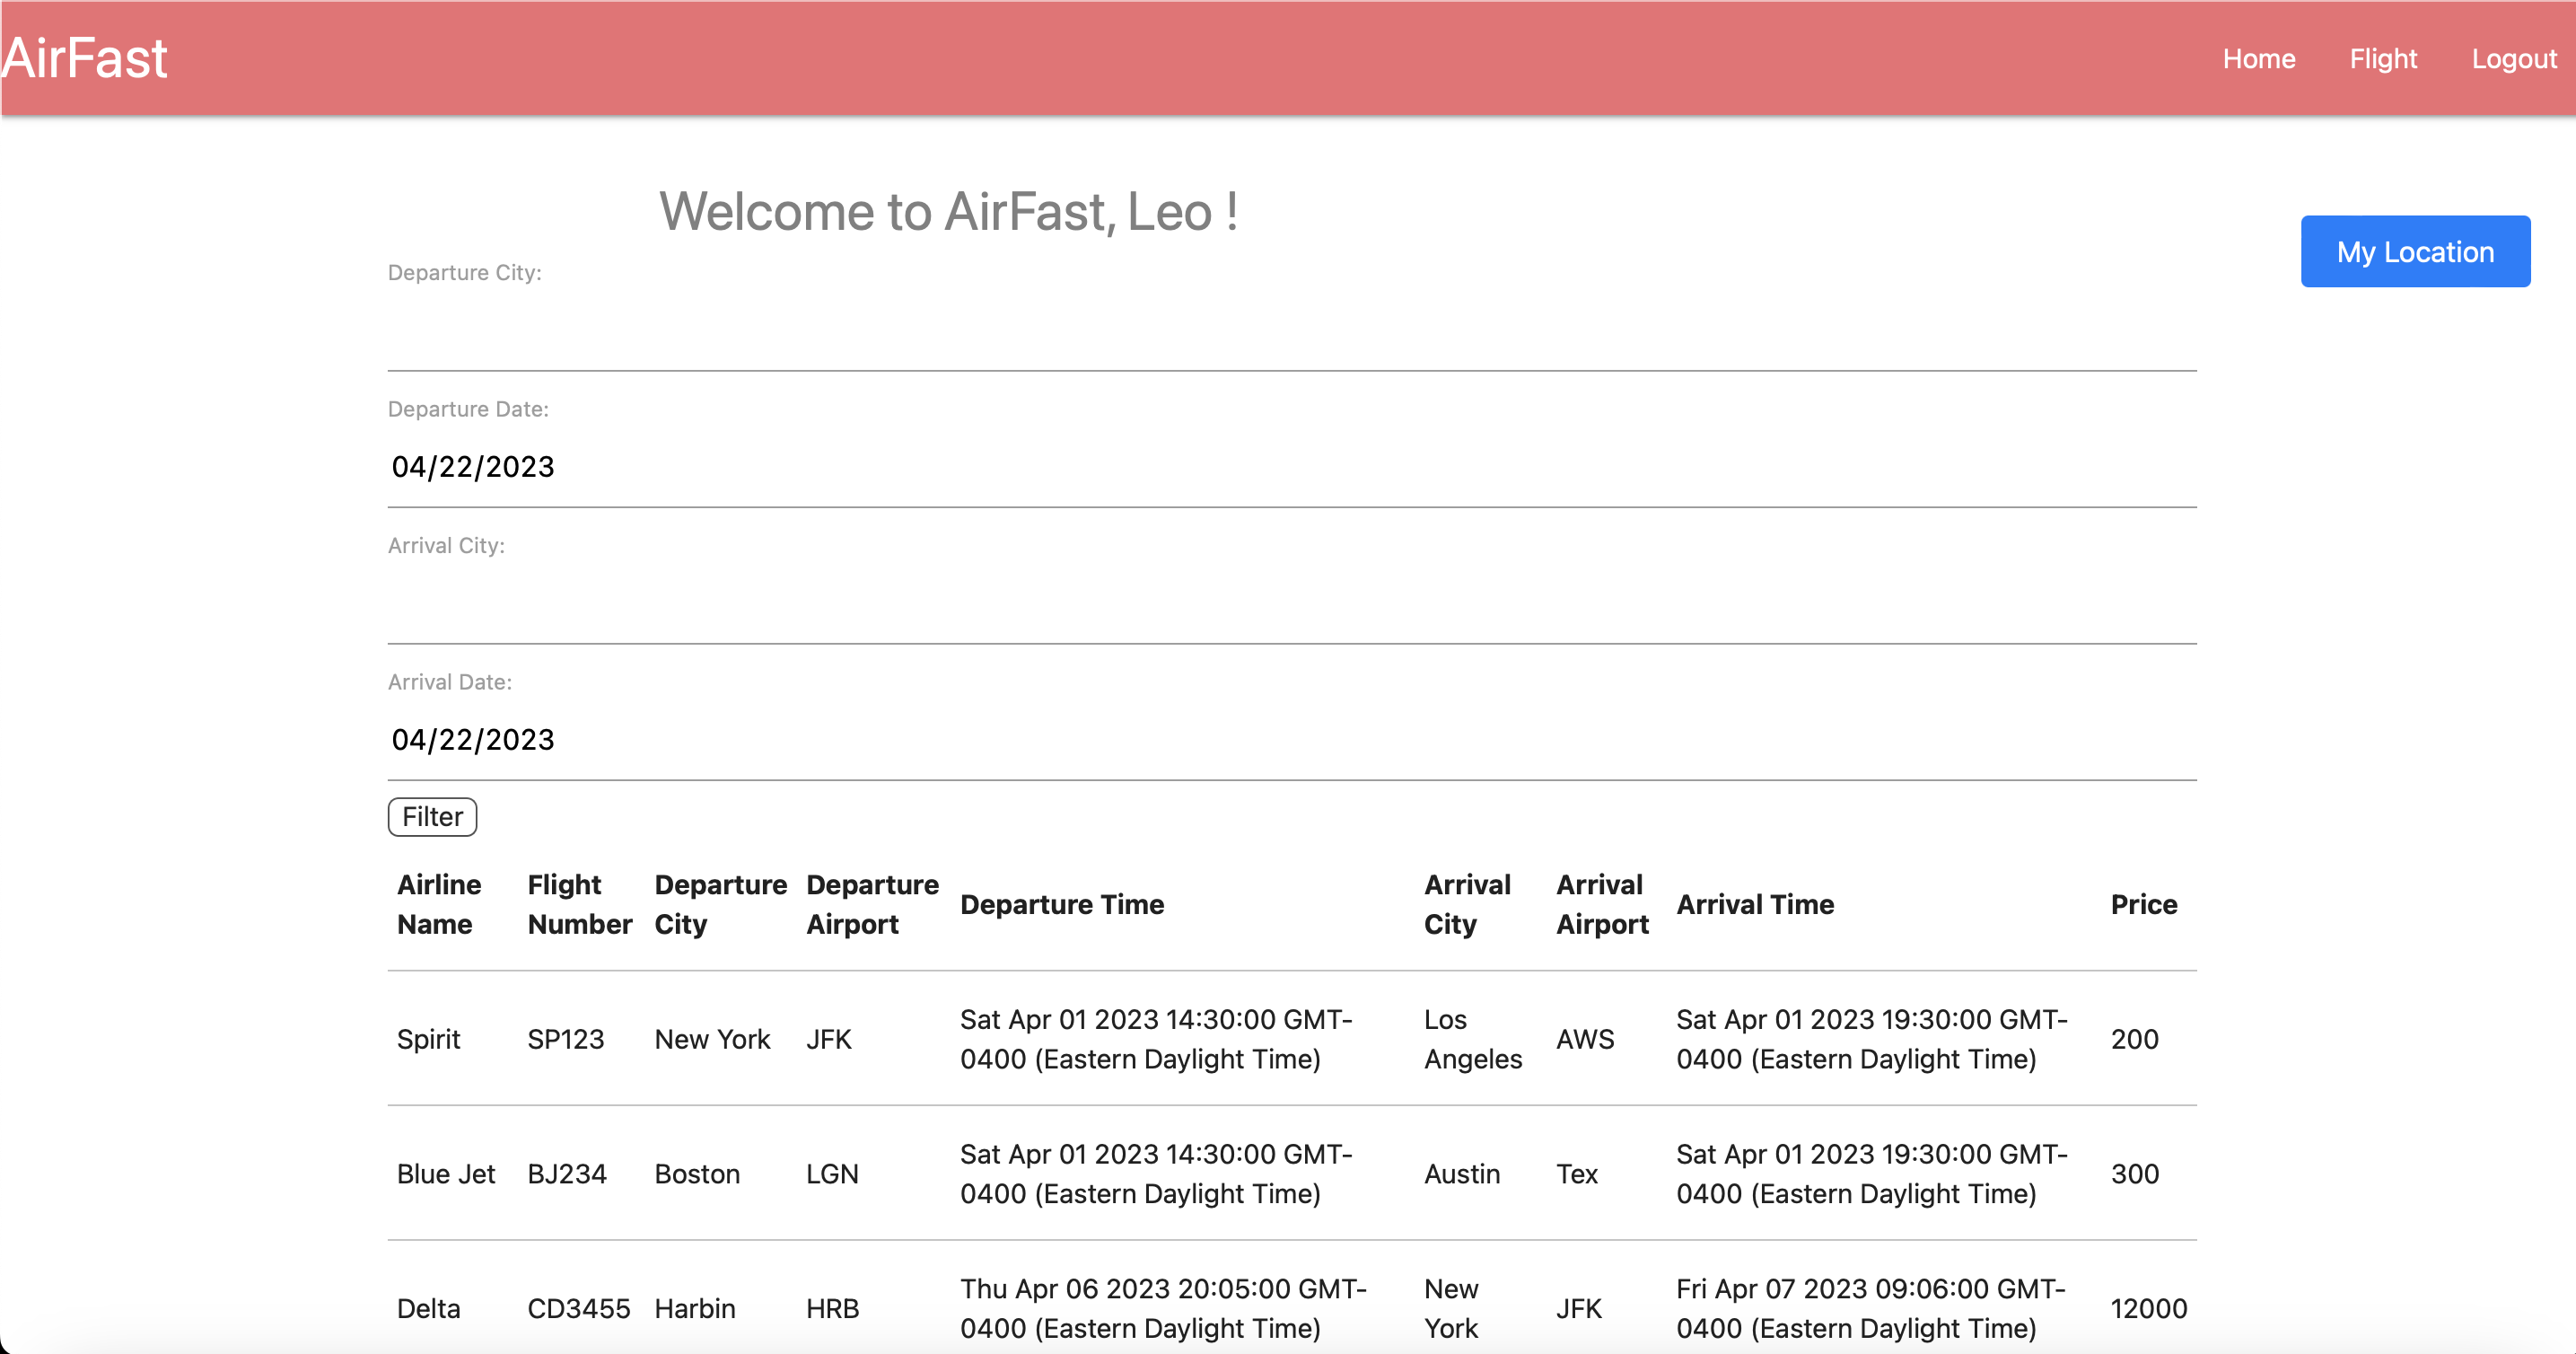 AirFast
Home Flight Logout
Welcome to AirFast, Leo !
My Location
Departure City:
Departure Date:
04/22/2023
Arrival City:
Arrival Date:
04/22/2023
Filter
Airline Name Flight Number Departure City Departure Airport Departure Time Arrival City Arrival Airport Arrival Time Price
Spirit SP123 New York JFK Sat Apr 01 2023 14:30:00 GMT-0400 (Eastern Daylight Time) Los Angeles AWS Sat Apr 01 2023 19:30:00 GMT-0400 (Eastern Daylight Time) 200
Blue Jet BJ234 Boston LGN Sat Apr 01 2023 14:30:00 GMT-0400 (Eastern Daylight Time) Austin Tex Sat Apr 01 2023 19:30:00 GMT-0400 (Eastern Daylight Time) 300
Delta CD3455 Harbin HRB Thu Apr 06 2023 20:05:00 GMT-0400 (Eastern Daylight Time) New York JFK Fri Apr 07 2023 09:06:00 GMT-0400 (Eastern Daylight Time) 12000